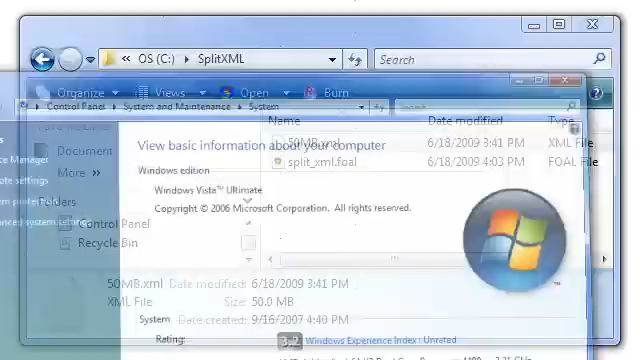 OS (C:) SplitXML
Search
Organize Views Open Burn
Control Panel System and Maintenance System
Name Date modified Type
50MB.xml 6/18/2009 3:41 PM XML File
View basic information about your computer
Document
split_xml.foal 6/18/2009 4:03 PM FOAL File
Windows edition
More
Windows Vista™ Ultimate
Folders
Copyright © 2006 Microsoft Corporation. All rights reserved.
Control Panel
Recycle Bin
50MB.xml Date modified: 6/18/2009 3:41 PM
XML File Size: 50.0 MB
System Date created: 9/16/2007 4:40 PM
Rating: 3.2 Windows Experience Index: Unrated